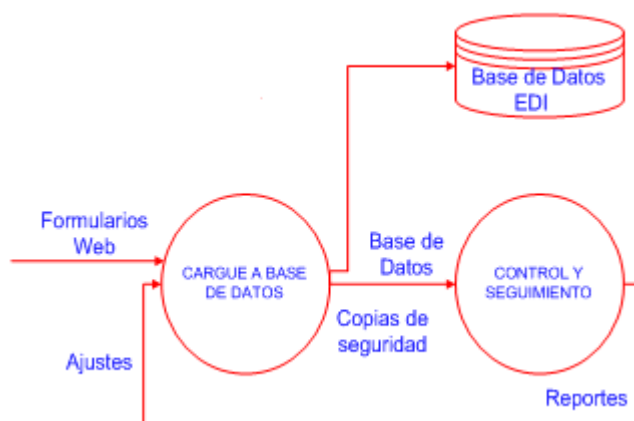 Base de Datos
EDI
Formularios
Web
CARGUE A BASE
DE DATOS
Base de
Datos
CONTROL Y
SEGUIMIENTO
Copias de
seguridad
Ajustes
Reportes